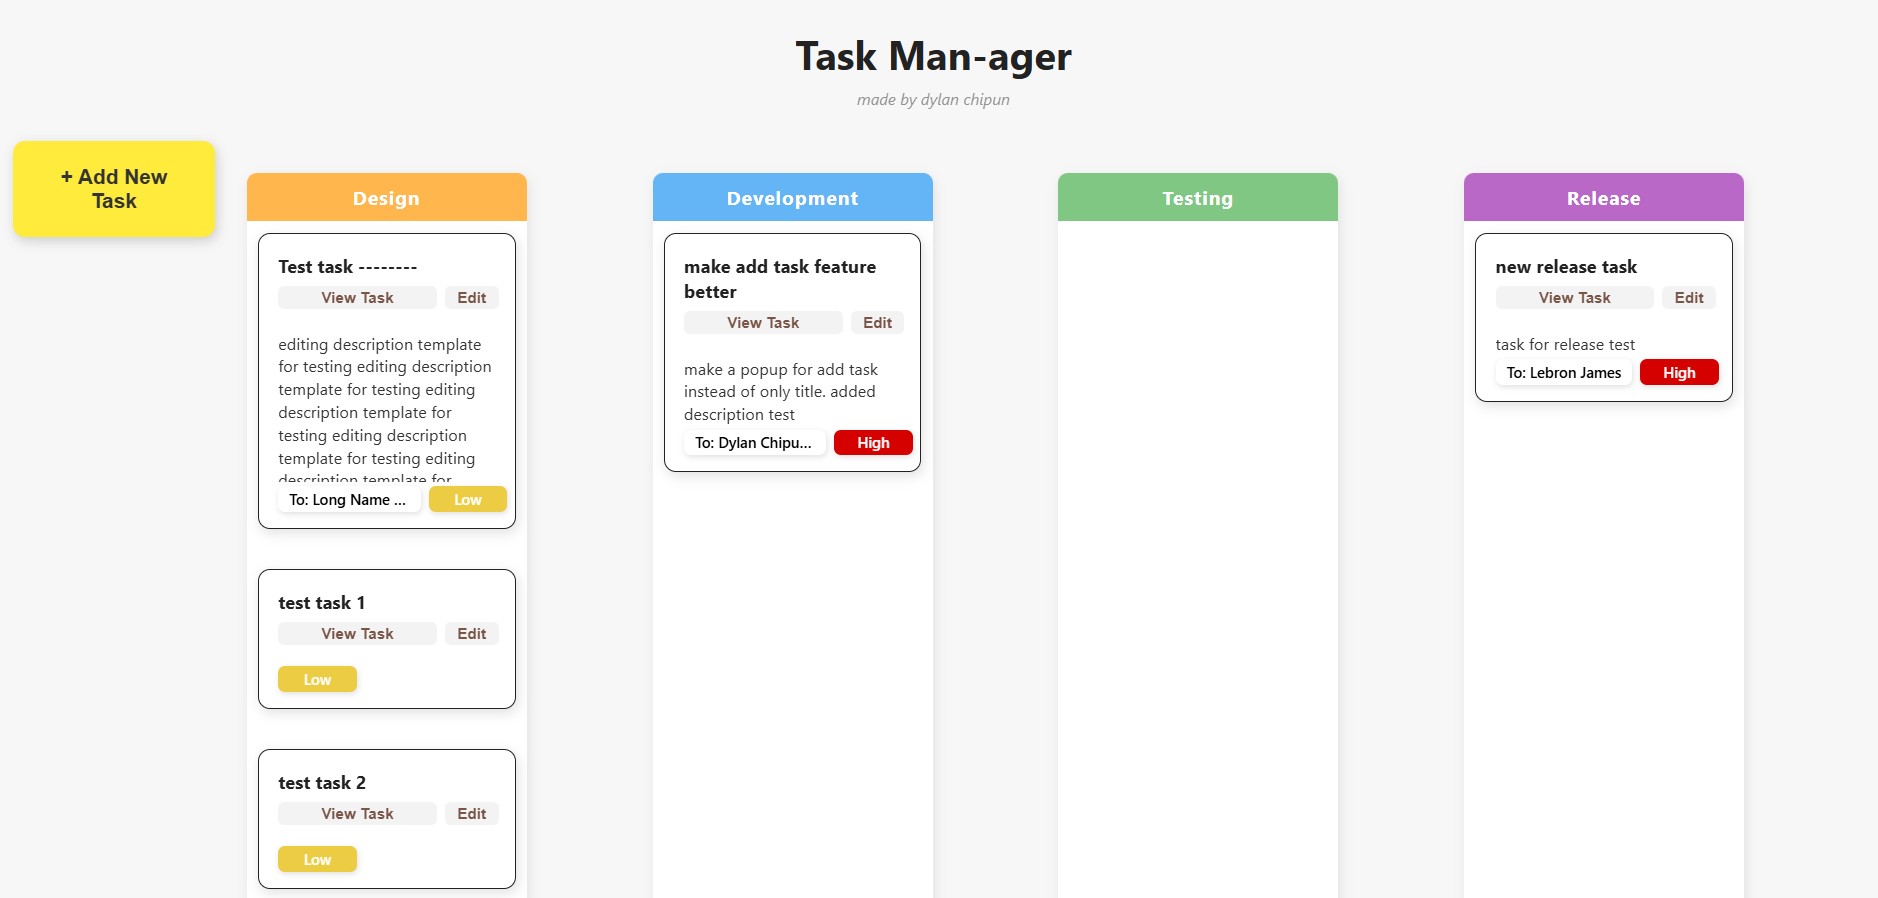 Task Man-ager
made by dylan chipun
+ Add New
Task
Design
Test task --------
View Task
Edit
editing description template
for testing editing description
template for testing editing
description template for
testing editing description
template for testing editing
description template for
To: Long Name ...
Low
test task 1
View Task
Edit
Low
test task 2
View Task
Edit
Low
Development
make add task feature
better
View Task
Edit
make a popup for add task
instead of only title. added
description test
To: Dylan Chipu...
High
Testing
Release
new release task
View Task
Edit
task for release test
To: Lebron James
High